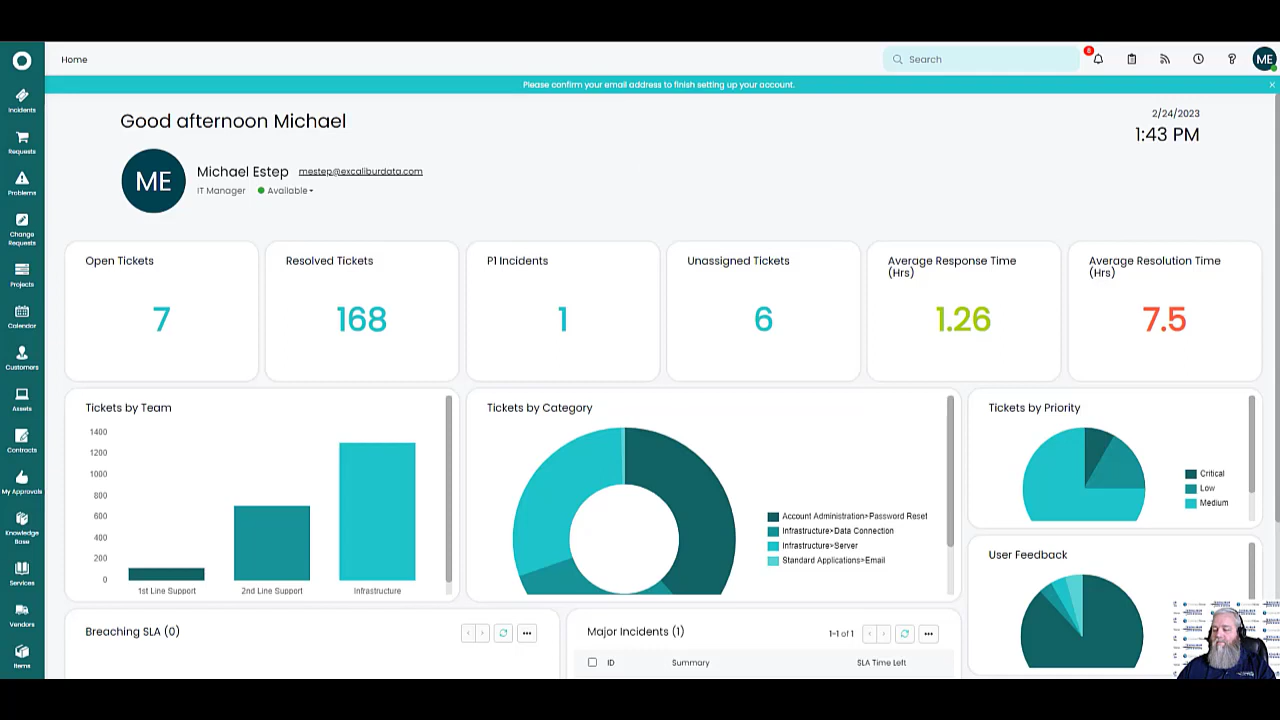 Home
Search
8
ME
Please confirm your email address to finish setting up your account.
×
Incidents
Requests
Problems
Change
Requests
Projects
Calendar
Customers
Assets
Contracts
My Approvals
Knowledge
Base
Services
Vendors
Items
Good afternoon Michael
2/24/2023
1:43 PM
ME
Michael Estep mestep@excaliburdata.com
IT Manager Available
Open Tickets
7
Resolved Tickets
168
P1 Incidents
1
Unassigned Tickets
6
Average Response Time
(Hrs)
1.26
Average Resolution Time
(Hrs)
7.5
Tickets by Team
1400
1200
1000
800
600
400
200
0
1st Line Support
2nd Line Support
Infrastructure
Tickets by Category
Account Administration>Password Reset
Infrastructure>Data Connection
Infrastructure>Server
Standard Applications>Email
Tickets by Priority
Critical
Low
Medium
User Feedback
Breaching SLA (0)
Major Incidents (1)
1-1 of 1
ID Summary SLA Time Left